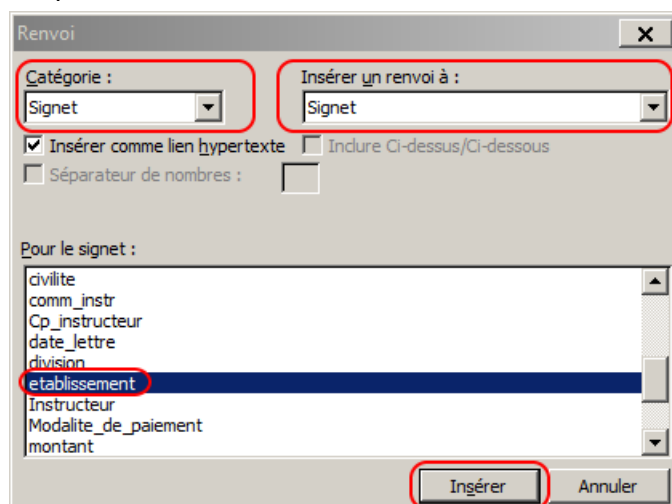 Renvoi
Catégorie :
Insérer un renvoi à :
Signet
Signet
Insérer comme lien hypertexte
Inclure Ci-dessus/Ci-dessous
Séparateur de nombres :
Pour le signet :
civilite
comm_instr
Cp_instructeur
date_lettre
division
etablissement
Instructeur
Modalite_de_paiement
montant
Insérer
Annuler